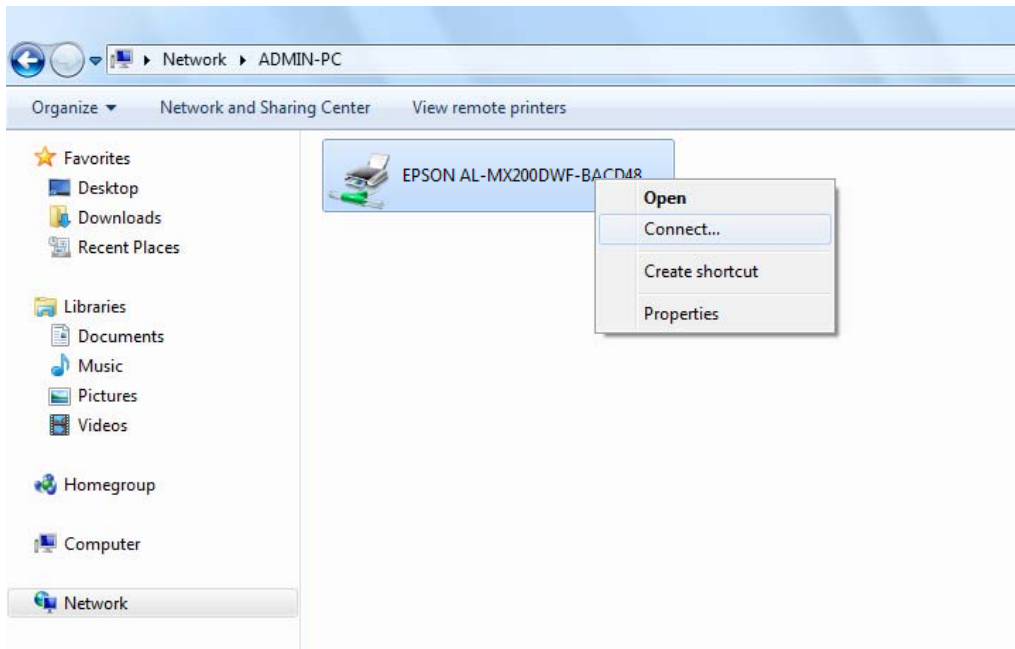 Network ▸ ADMIN-PC
Organize Network and Sharing Center View remote printers
Favorites
Desktop
Downloads
Recent Places
Libraries
Documents
Music
Pictures
Videos
Homegroup
Computer
Network
EPSON AL-MX200DWF-BACD48
Open
Connect...
Create shortcut
Properties